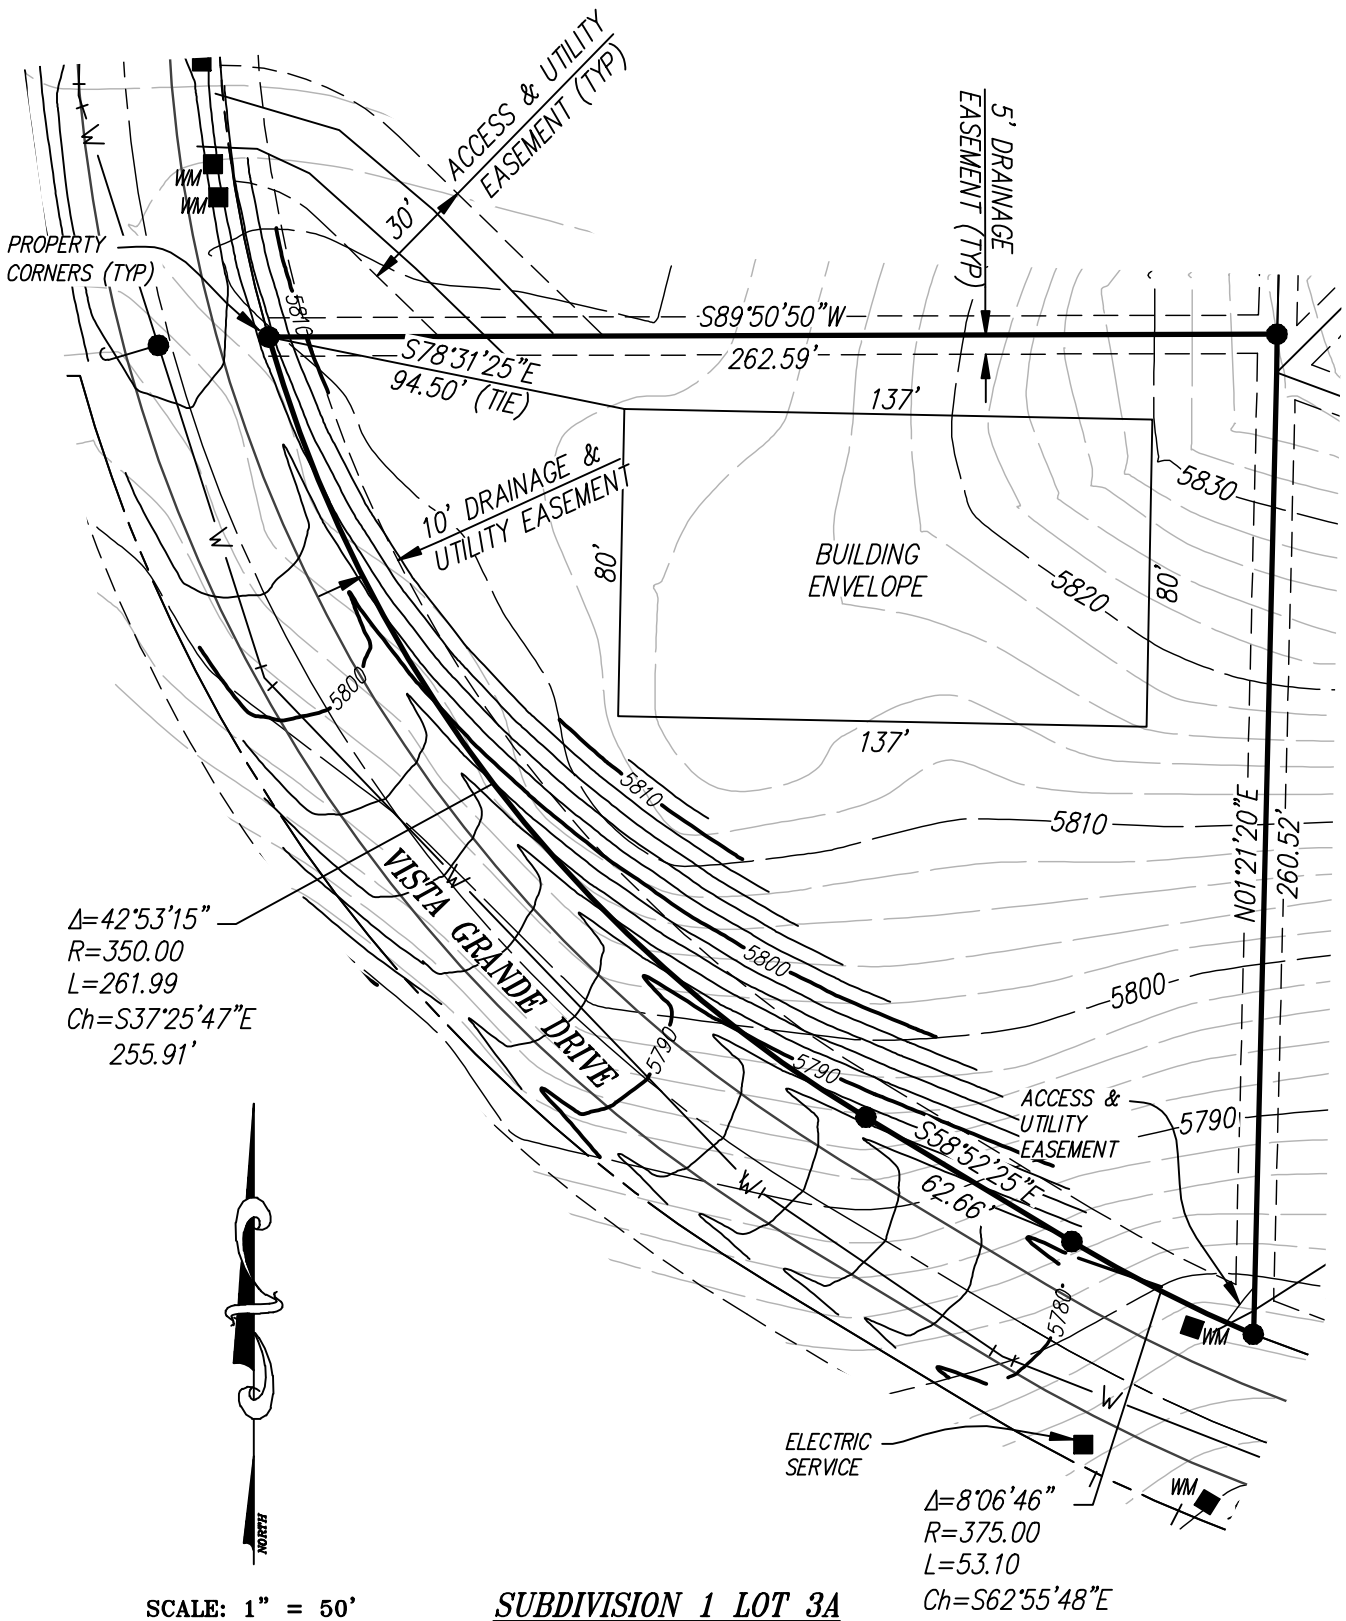 ACCESS & UTILITY
EASEMENT (TYP)
30'
5' DRAINAGE
EASEMENT (TYP)
W
WM
WM
PROPERTY
CORNERS (TYP)
5810
S89°50'50"W
262.59'
S78°31'25"E
94.50' (TIE)
137'
10' DRAINAGE &
UTILITY EASEMENT
5830
W
80'
BUILDING
ENVELOPE
80'
5820
5800
137'
5810
5810
N01°21'20"E
260.52'
W
VISTA GRANDE DRIVE
Δ=42°53'15"
R=350.00
L=261.99
Ch=S37°25'47"E
255.91'
5800
5800
5790
5790
ACCESS &
UTILITY
EASEMENT
5790
S58°52'25"E
62.66'
W
5780
WM
W
ELECTRIC
SERVICE
WM
Δ=8°06'46"
R=375.00
L=53.10
Ch=S62°55'48"E
NORTH
SCALE: 1" = 50'
SUBDIVISION 1 LOT 3A